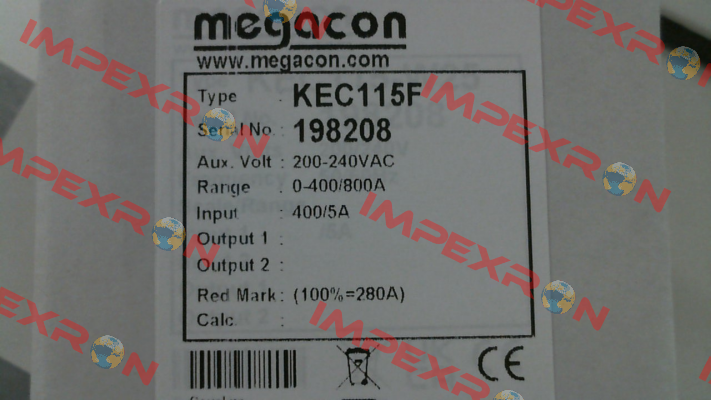 megacon
www.megacon.com
Type : KEC115F
Serial No : 198208
Aux. Volt : 200-240VAC
Range : 0-400/800A
Input : 400/5A
Output 1 :
Output 2 :
Red Mark : (100%=280A)
Calc :
CE
IMPEXRON
IMPEXRON
IMPEXRON
IMPEXRON
IMPEXRON
IMPEXRON